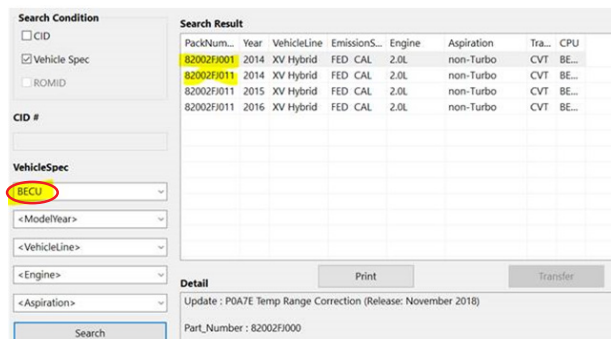 Search Condition
CID
Vehicle Spec
ROMID
CID #
VehicleSpec
BECU
<ModelYear>
<VehicleLine>
<Engine>
<Aspiration>
Search
Search Result
PackNum... Year VehicleLine EmissionS... Engine Aspiration Tra... CPU
82002FJ001 2014 XV Hybrid FED CAL 2.0L non-Turbo CVT BE...
82002FJ011 2014 XV Hybrid FED CAL 2.0L non-Turbo CVT BE...
82002FJ011 2015 XV Hybrid FED CAL 2.0L non-Turbo CVT BE...
82002FJ011 2016 XV Hybrid FED CAL 2.0L non-Turbo CVT BE...
Print
Transfer
Detail
Update : P0A7E Temp Range Correction (Release: November 2018)
Part_Number : 82002FJ000